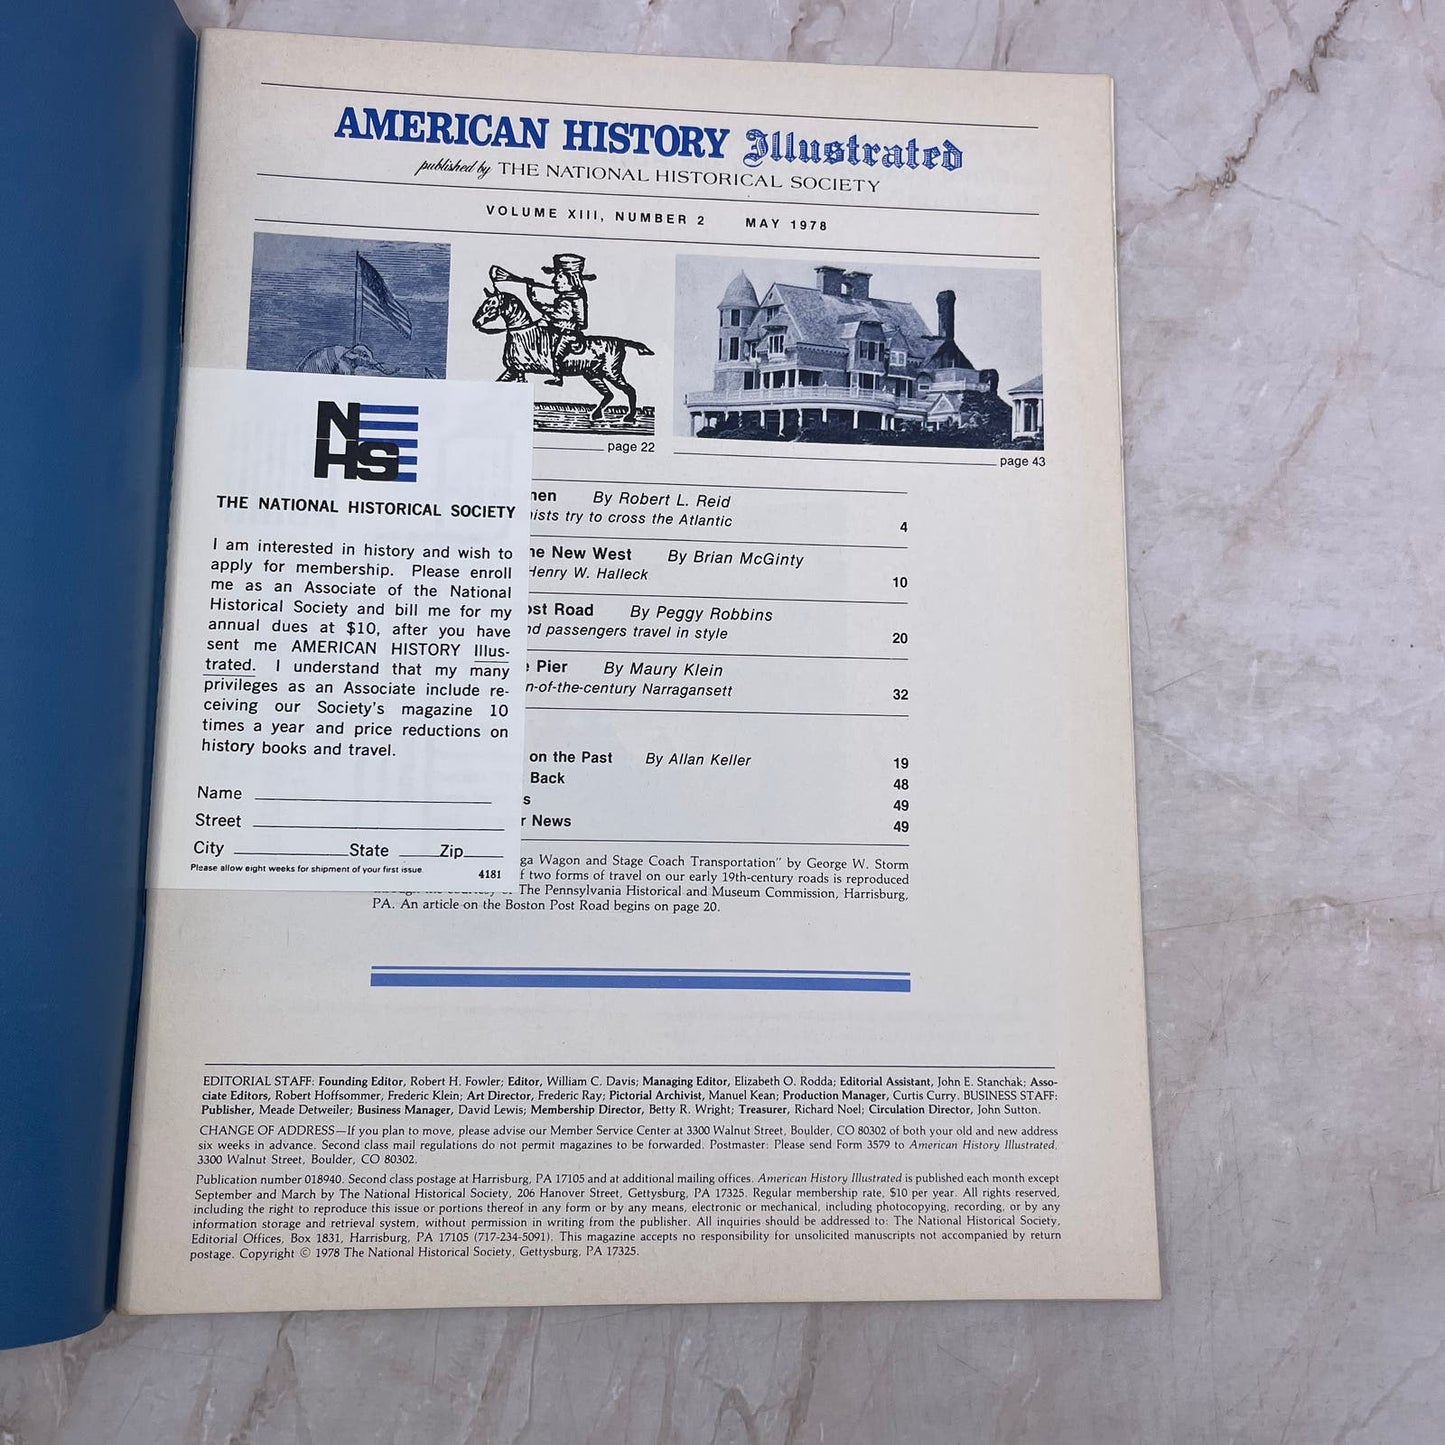 AMERICAN HISTORY Illustrated
published by THE NATIONAL HISTORICAL SOCIETY
VOLUME XIII, NUMBER 2 MAY 1978
page 22
page 43
NHS
THE NATIONAL HISTORICAL SOCIETY
I am interested in history and wish to
apply for membership. Please enroll
me as an Associate of the National
Historical Society and bill me for my
annual dues at $10, after you have
sent me AMERICAN HISTORY Illus-
trated. I understand that my many
privileges as an Associate include re-
ceiving our Society's magazine 10
times a year and price reductions on
history books and travel.
Name
Street
City State Zip
Please allow eight weeks for shipment of your first issue. 4181
By Robert L. Reid
try to cross the Atlantic 4
New West By Brian McGinty
Henry W. Halleck 10
Road By Peggy Robbins
passengers travel in style 20
Pier By Maury Klein
-of-the-century Narragansett 32
on the Past By Allan Keller 19
Back 48
49
News 49
Wagon and Stage Coach Transportation" by George W. Storm
two forms of travel on our early 19th-century roads is reproduced
The Pennsylvania Historical and Museum Commission, Harrisburg,
PA. An article on the Boston Post Road begins on page 20.
EDITORIAL STAFF: Founding Editor, Robert H. Fowler; Editor, William C. Davis; Managing Editor, Elizabeth O. Rodda; Editorial Assistant, John E. Stanchak; Asso-
ciate Editors, Robert Hoffsommer, Frederic Klein; Art Director, Frederic Ray; Pictorial Archivist, Manuel Kean; Production Manager, Curtis Curry. BUSINESS STAFF:
Publisher, Meade Detweiler; Business Manager, David Lewis; Membership Director, Betty R. Wright; Treasurer, Richard Noel; Circulation Director, John Sutton.
CHANGE OF ADDRESS—If you plan to move, please advise our Member Service Center at 3300 Walnut Street, Boulder, CO 80302 of both your old and new address
six weeks in advance. Second class mail regulations do not permit magazines to be forwarded. Postmaster: Please send Form 3579 to American History Illustrated,
3300 Walnut Street, Boulder, CO 80302.
Publication number 018940. Second class postage at Harrisburg, PA 17105 and at additional mailing offices. American History Illustrated is published each month except
September and March by The National Historical Society, 206 Hanover Street, Gettysburg, PA 17325. Regular membership rate, $10 per year. All rights reserved,
including the right to reproduce this issue or portions thereof in any form or by any means, electronic or mechanical, including photocopying, recording, or by any
information storage and retrieval system, without permission in writing from the publisher. All inquiries should be addressed to: The National Historical Society,
Editorial Offices, Box 1831, Harrisburg, PA 17105 (717-234-5091). This magazine accepts no responsibility for unsolicited manuscripts not accompanied by return
postage. Copyright © 1978 The National Historical Society, Gettysburg, PA 17325.